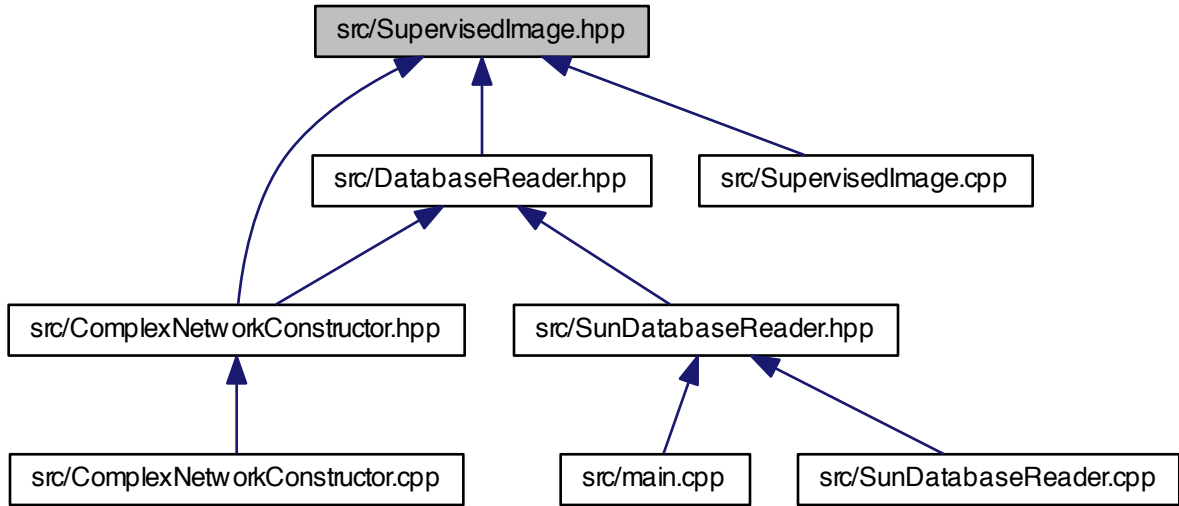 src/SupervisedImage.hpp
src/DatabaseReader.hpp
src/SupervisedImage.cpp
src/ComplexNetworkConstructor.hpp
src/SunDatabaseReader.hpp
src/ComplexNetworkConstructor.cpp
src/main.cpp
src/SunDatabaseReader.cpp